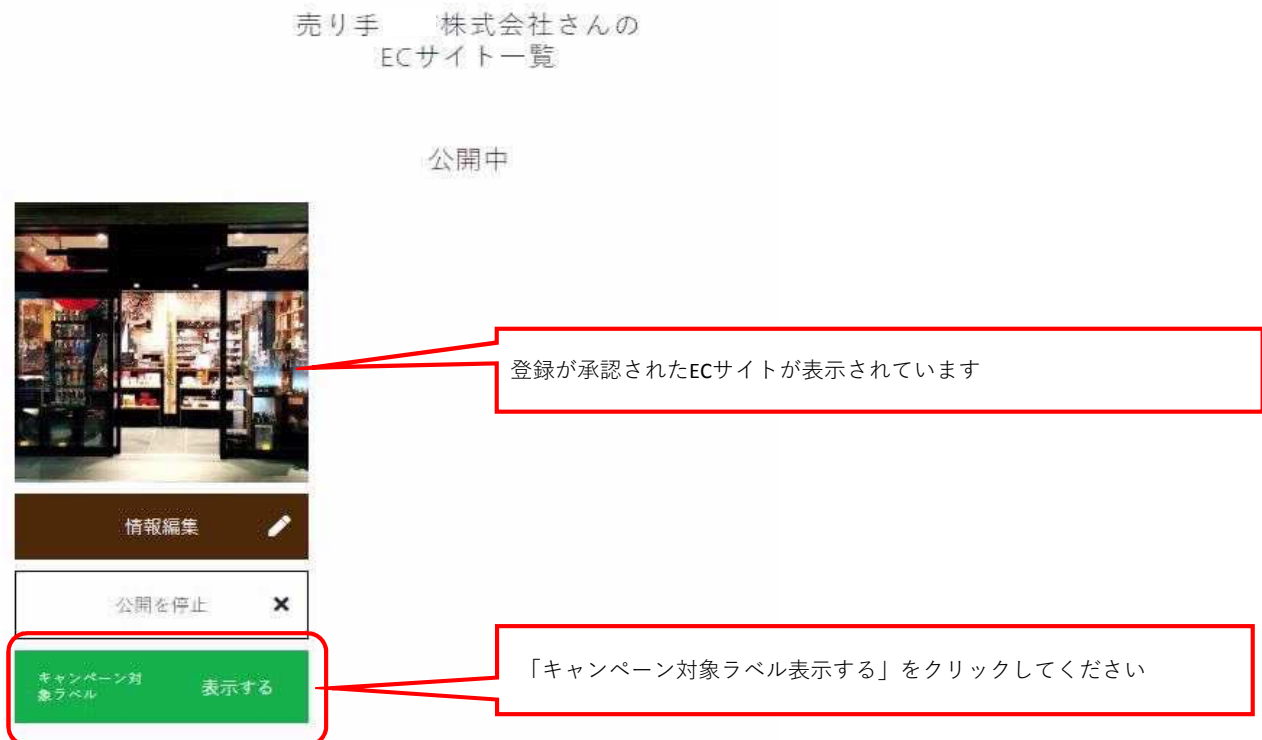 売り手　　株式会社さんの
ECサイト一覧
公開中
登録が承認されたECサイトが表示されています
情報編集
公開を停止
キャンペーン対
象ラベル
表示する
「キャンペーン対象ラベル表示する」をクリックしてください